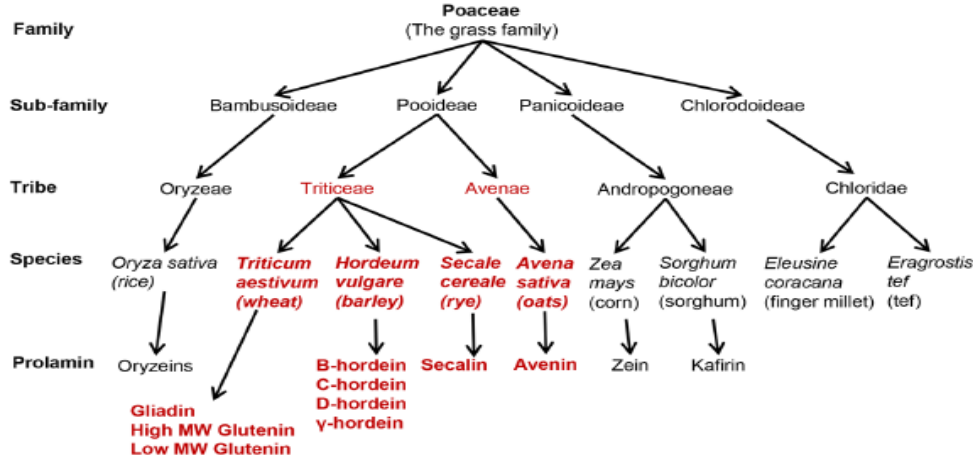 Family
Poaceae
(The grass family)
Sub-family
Bambusoideae
Pooideae
Panicoideae
Chlorodoideae
Tribe
Oryzeae
Triticeae
Avenae
Andropogoneae
Chloridae
Species
Oryza sativa
(rice)
Triticum
aestivum
(wheat)
Hordeum
vulgare
(barley)
Secale
cereale
(rye)
Avena
sativa
(oats)
Zea
mays
(corn)
Sorghum
bicolor
(sorghum)
Eleusine
coracana
(finger millet)
Eragrostis
tef
(tef)
Prolamin
Oryzeins
Gliadin
High MW Glutenin
Low MW Glutenin
B-hordein
C-hordein
D-hordein
γ-hordein
Secalin
Avenin
Zein
Kafirin